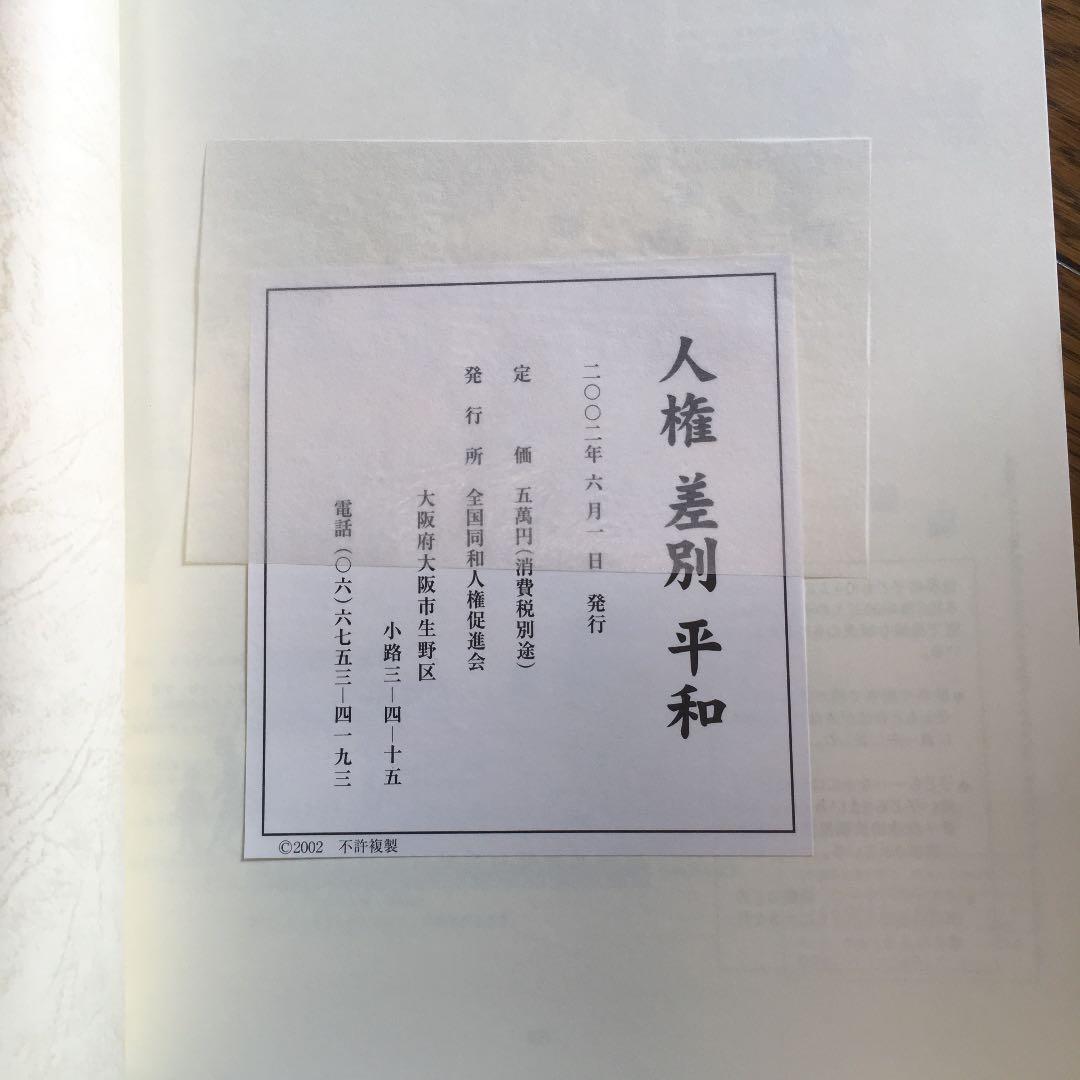 人権 差別 平和
二〇〇二年六月一日 発行
定価 五萬円(消費税別途)
発行所 全国同和人権促進会
大阪府大阪市生野区
小路三―四―十五
電話(〇六)六七五三―四一九三
©2002 不許複製